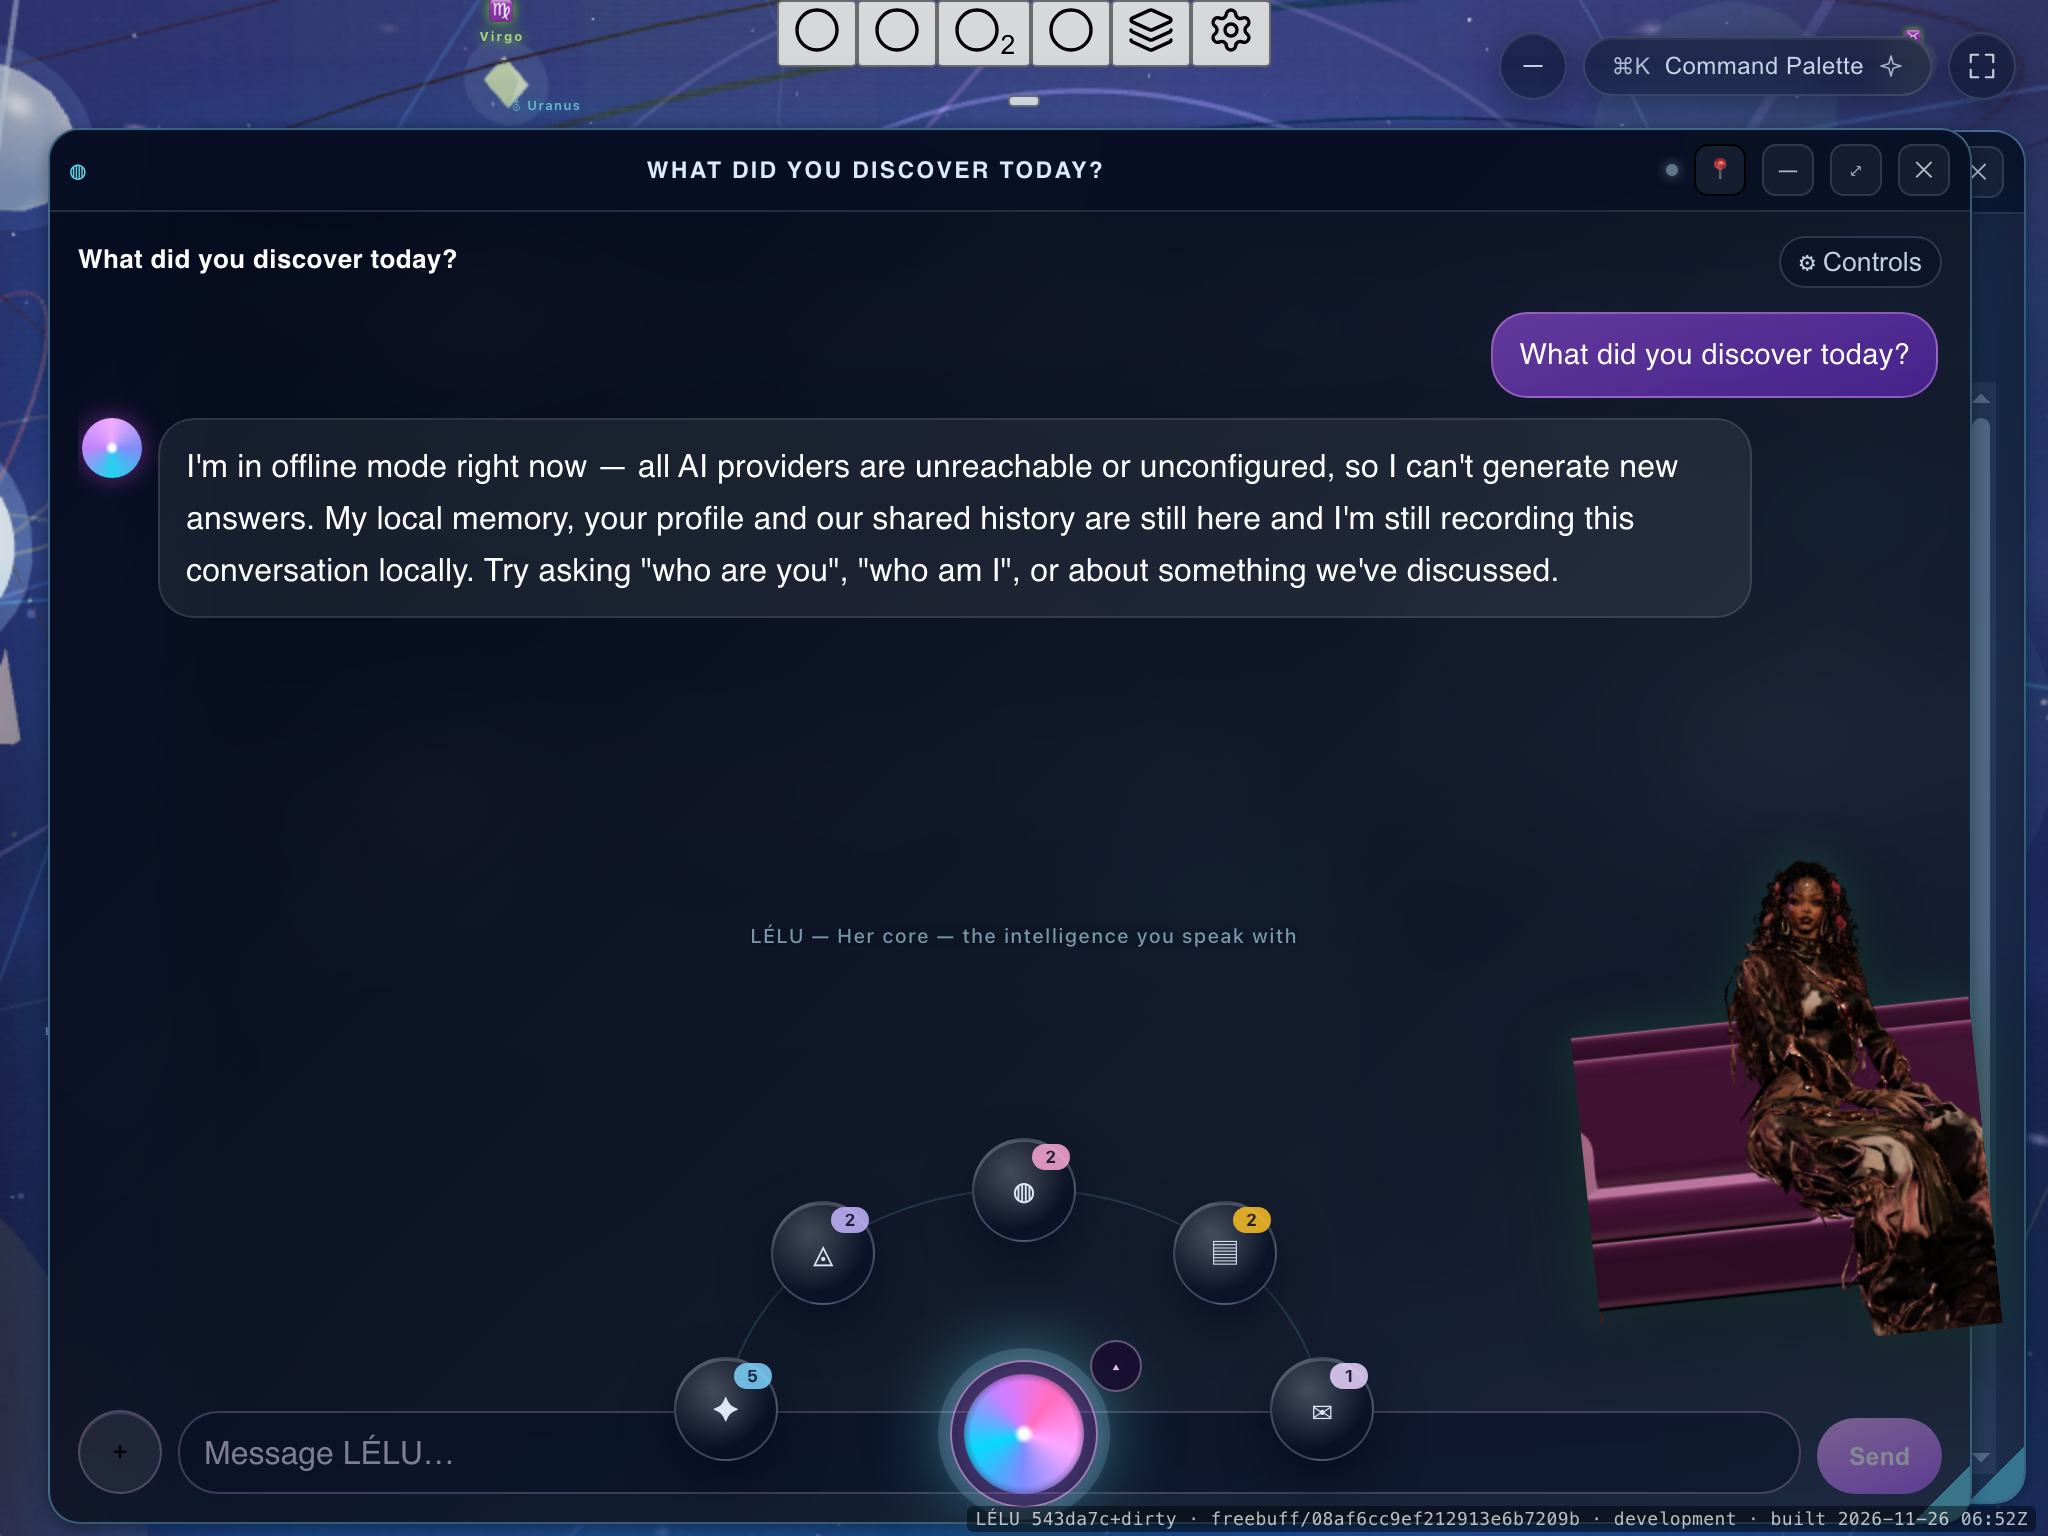 Virgo
Uranus
2
⌘K Command Palette
WHAT DID YOU DISCOVER TODAY?
What did you discover today?
Controls
What did you discover today?
I'm in offline mode right now — all AI providers are unreachable or unconfigured, so I can't generate new
answers. My local memory, your profile and our shared history are still here and I'm still recording this
conversation locally. Try asking "who are you", "who am I", or about something we've discussed.
LÉLU — Her core — the intelligence you speak with
2
2
2
5
1
Message LÉLU…
Send
LÉLU 543da7c+dirty · freebuff/08af6cc9ef212913e6b7209b · development · built 2026-11-26 06:52Z